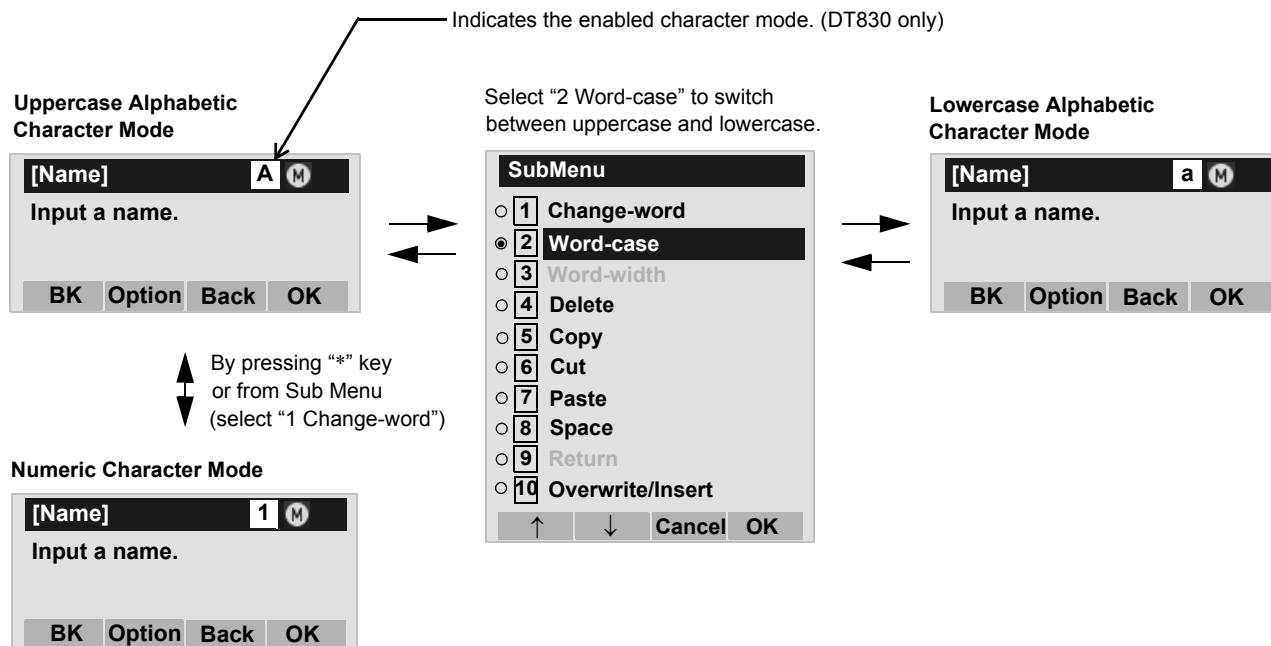 Indicates the enabled character mode. (DT830 only)
Uppercase Alphabetic
Character Mode
[Name] A M
Input a name.
BK Option Back OK
By pressing “*” key
or from Sub Menu
(select “1 Change-word”)
Numeric Character Mode
[Name] 1 M
Input a name.
BK Option Back OK
Select “2 Word-case” to switch
between uppercase and lowercase.
SubMenu
1 Change-word
2 Word-case
3 Word-width
4 Delete
5 Copy
6 Cut
7 Paste
8 Space
9 Return
10 Overwrite/Insert
↑ ↓ Cancel OK
Lowercase Alphabetic
Character Mode
[Name] a M
Input a name.
BK Option Back OK